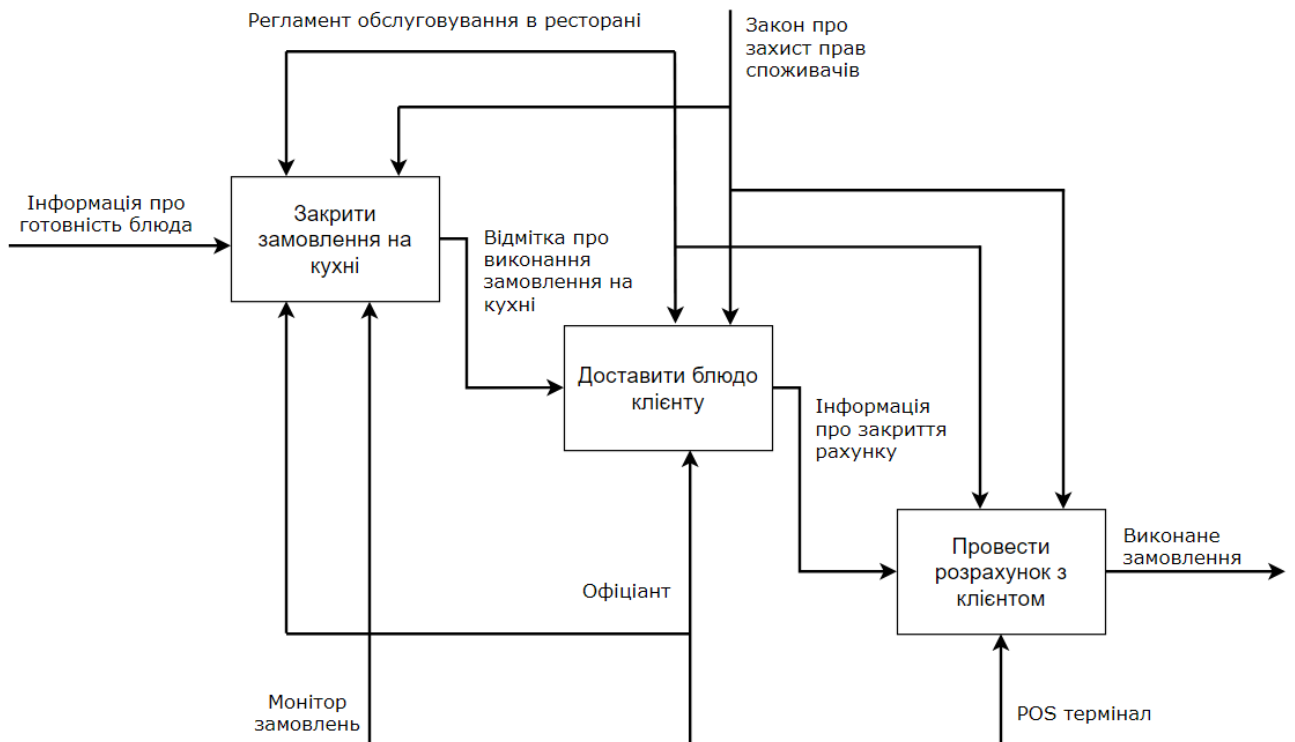 Регламент обслуговування в ресторані
Закон про
захист прав
споживачів
Інформація про
готовність блюда
Закрити
замовлення на
кухні
Відмітка про
виконання
замовлення на
кухні
Доставити блюдо
клієнту
Інформація
про закриття
рахунку
Провести
розрахунок з
клієнтом
Виконане
замовлення
Офіціант
Монітор
замовлень
POS термінал